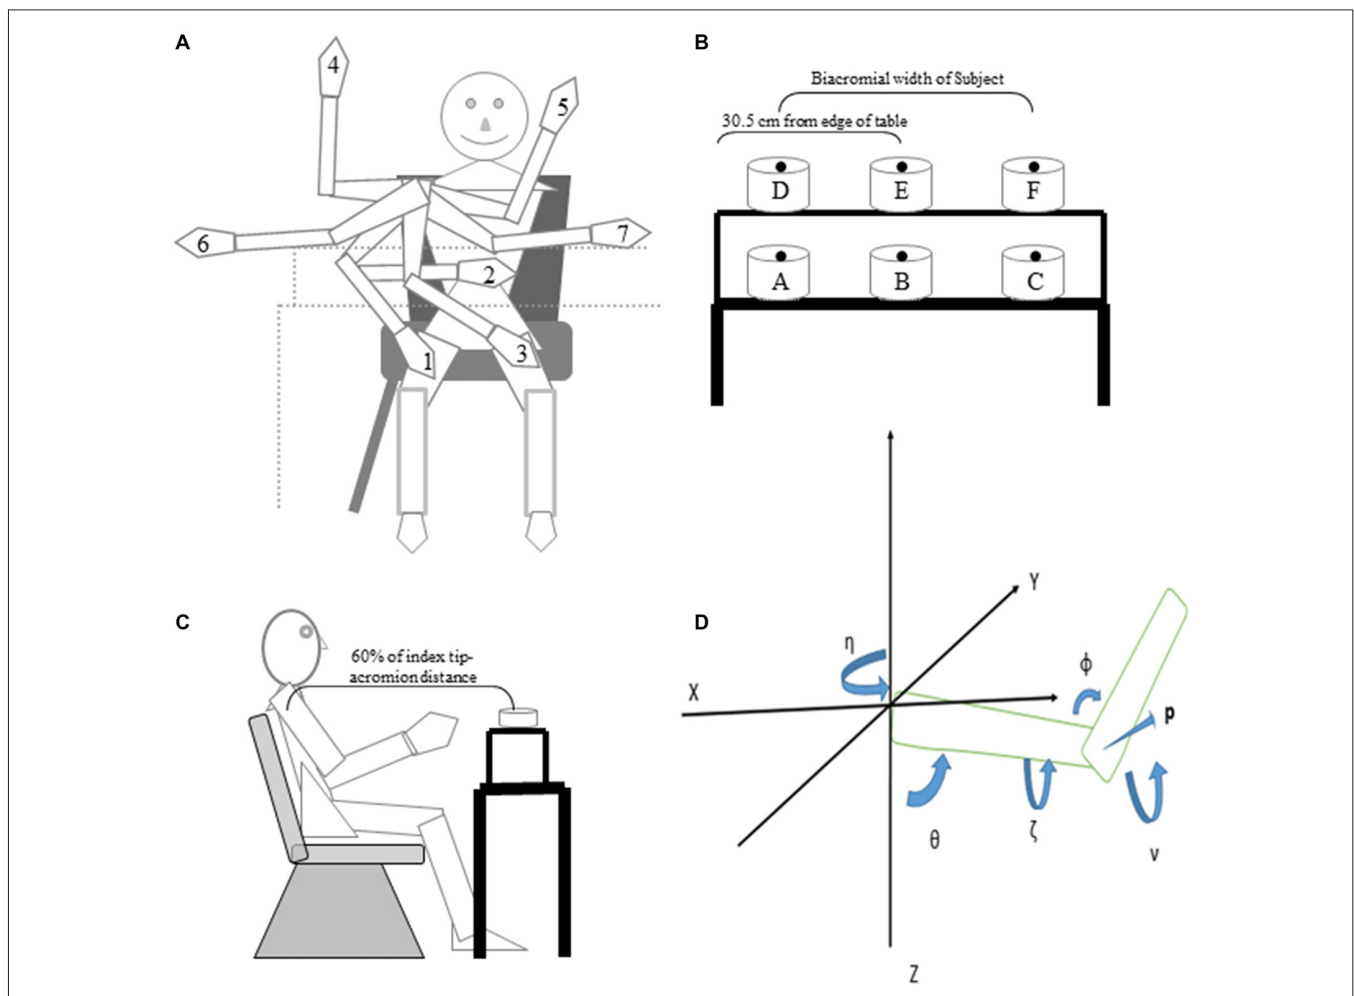 A
4
5
6
7
2
1
3
B
Biacromial width of Subject
30.5 cm from edge of table
D E F
A B C
C
60% of index tip-
acromion distance
D
Y
η
X
ϕ
p
θ
ζ
ν
Z